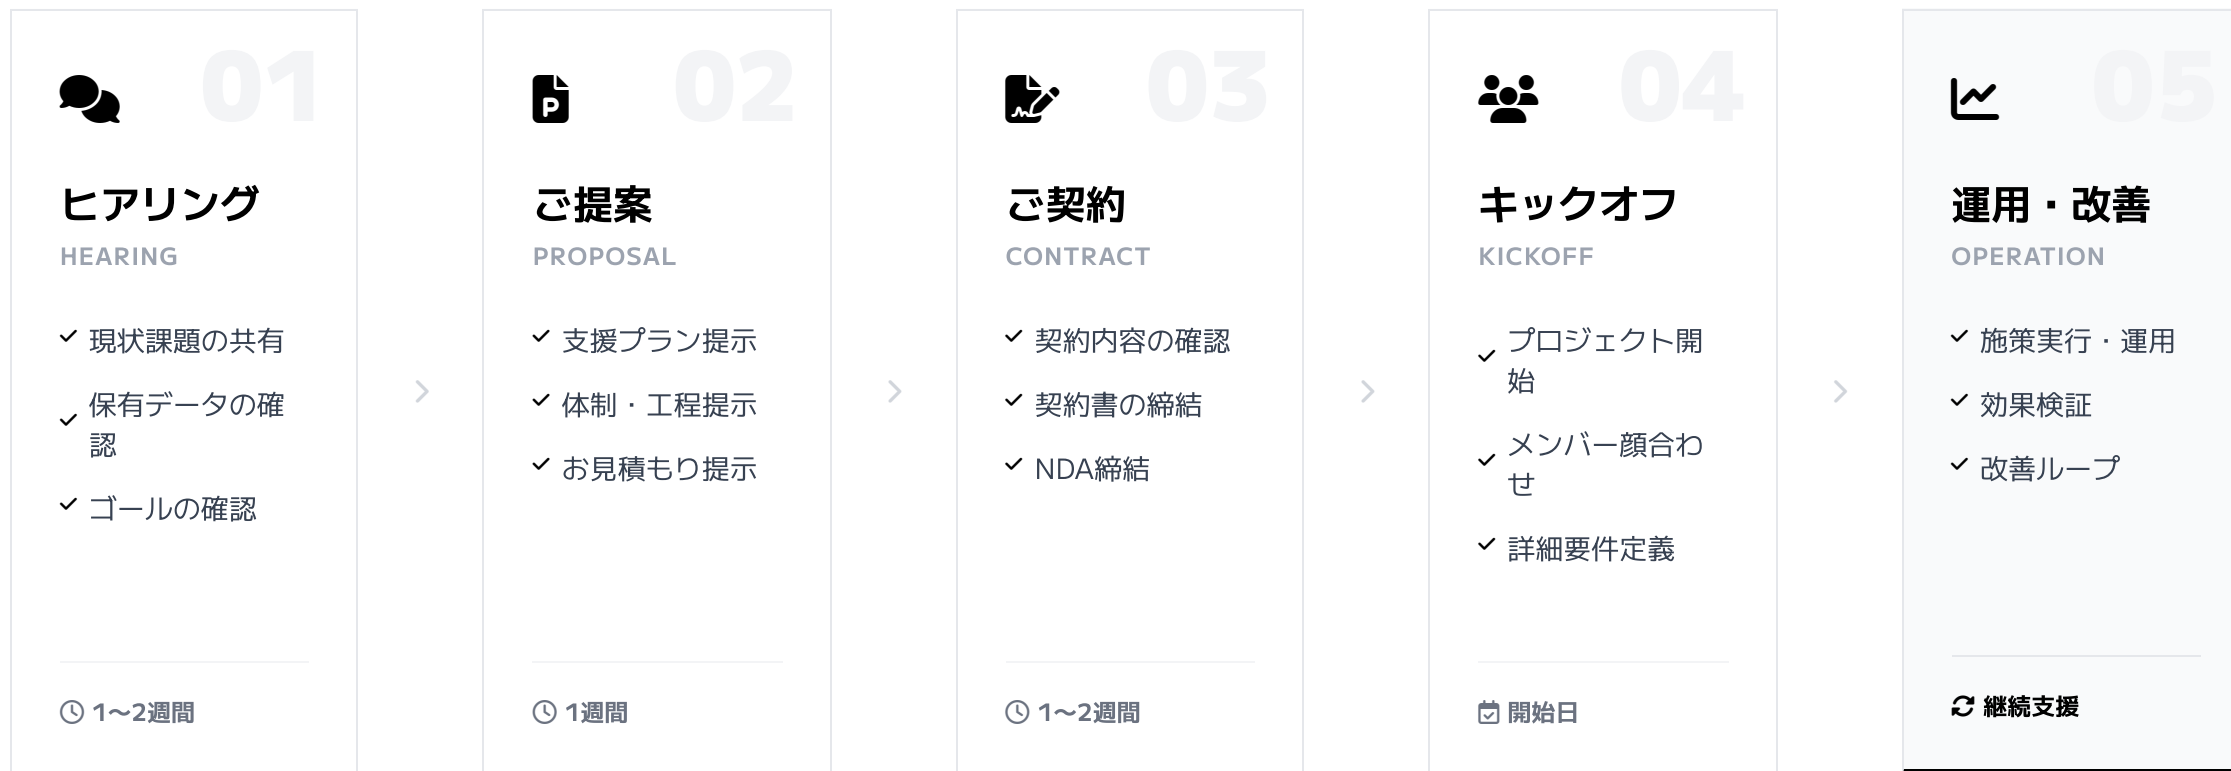 01
ヒアリング
HEARING
現状課題の共有
保有データの確
認
ゴールの確認
1〜2週間
02
P
ご提案
PROPOSAL
支援プラン提示
体制・工程提示
お見積もり提示
1週間
03
ご契約
CONTRACT
契約内容の確認
契約書の締結
NDA締結
1〜2週間
04
キックオフ
KICKOFF
プロジェクト開
始
メンバー顔合わ
せ
詳細要件定義
開始日
05
運用・改善
OPERATION
施策実行・運用
効果検証
改善ループ
継続支援